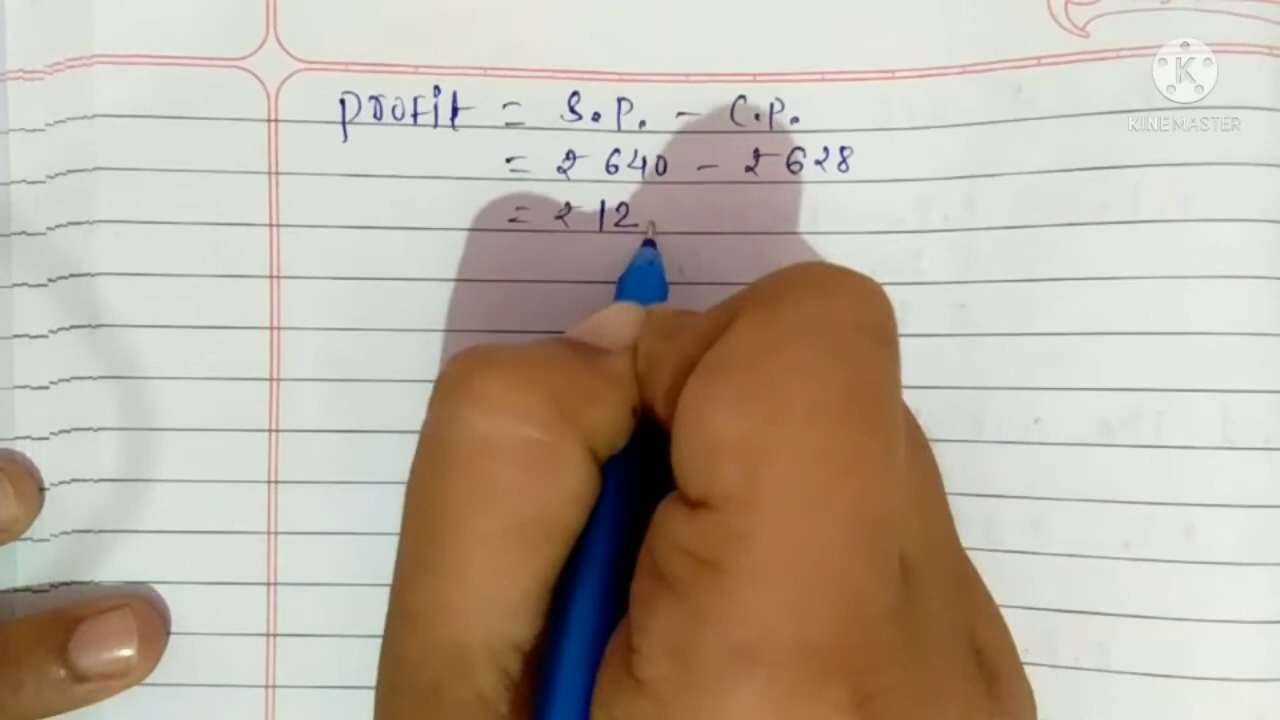 Profit = S.P. - C.P.
= ₹ 640 - ₹ 628
= ₹ 12
K
KINEMASTER